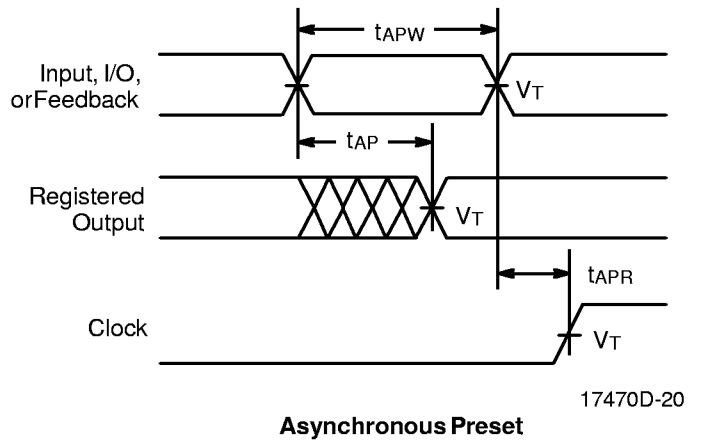 tAPW
Input, I/O,
orFeedback
VT
tAP
Registered
Output
VT
tAPR
Clock
VT
17470D-20
Asynchronous Preset